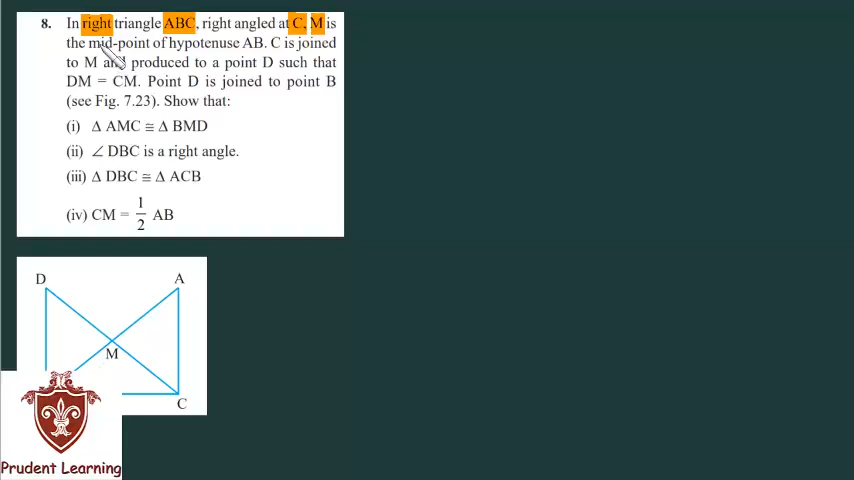 8. In right triangle ABC, right angled at C, M is
the mid-point of hypotenuse AB. C is joined
to M and produced to a point D such that
DM = CM. Point D is joined to point B
(see Fig. 7.23). Show that:
(i) Δ AMC ≅ Δ BMD
(ii) ∠ DBC is a right angle.
(iii) Δ DBC ≅ Δ ACB
(iv) CM = 1/2 AB
D A
M
C
Prudent Learning